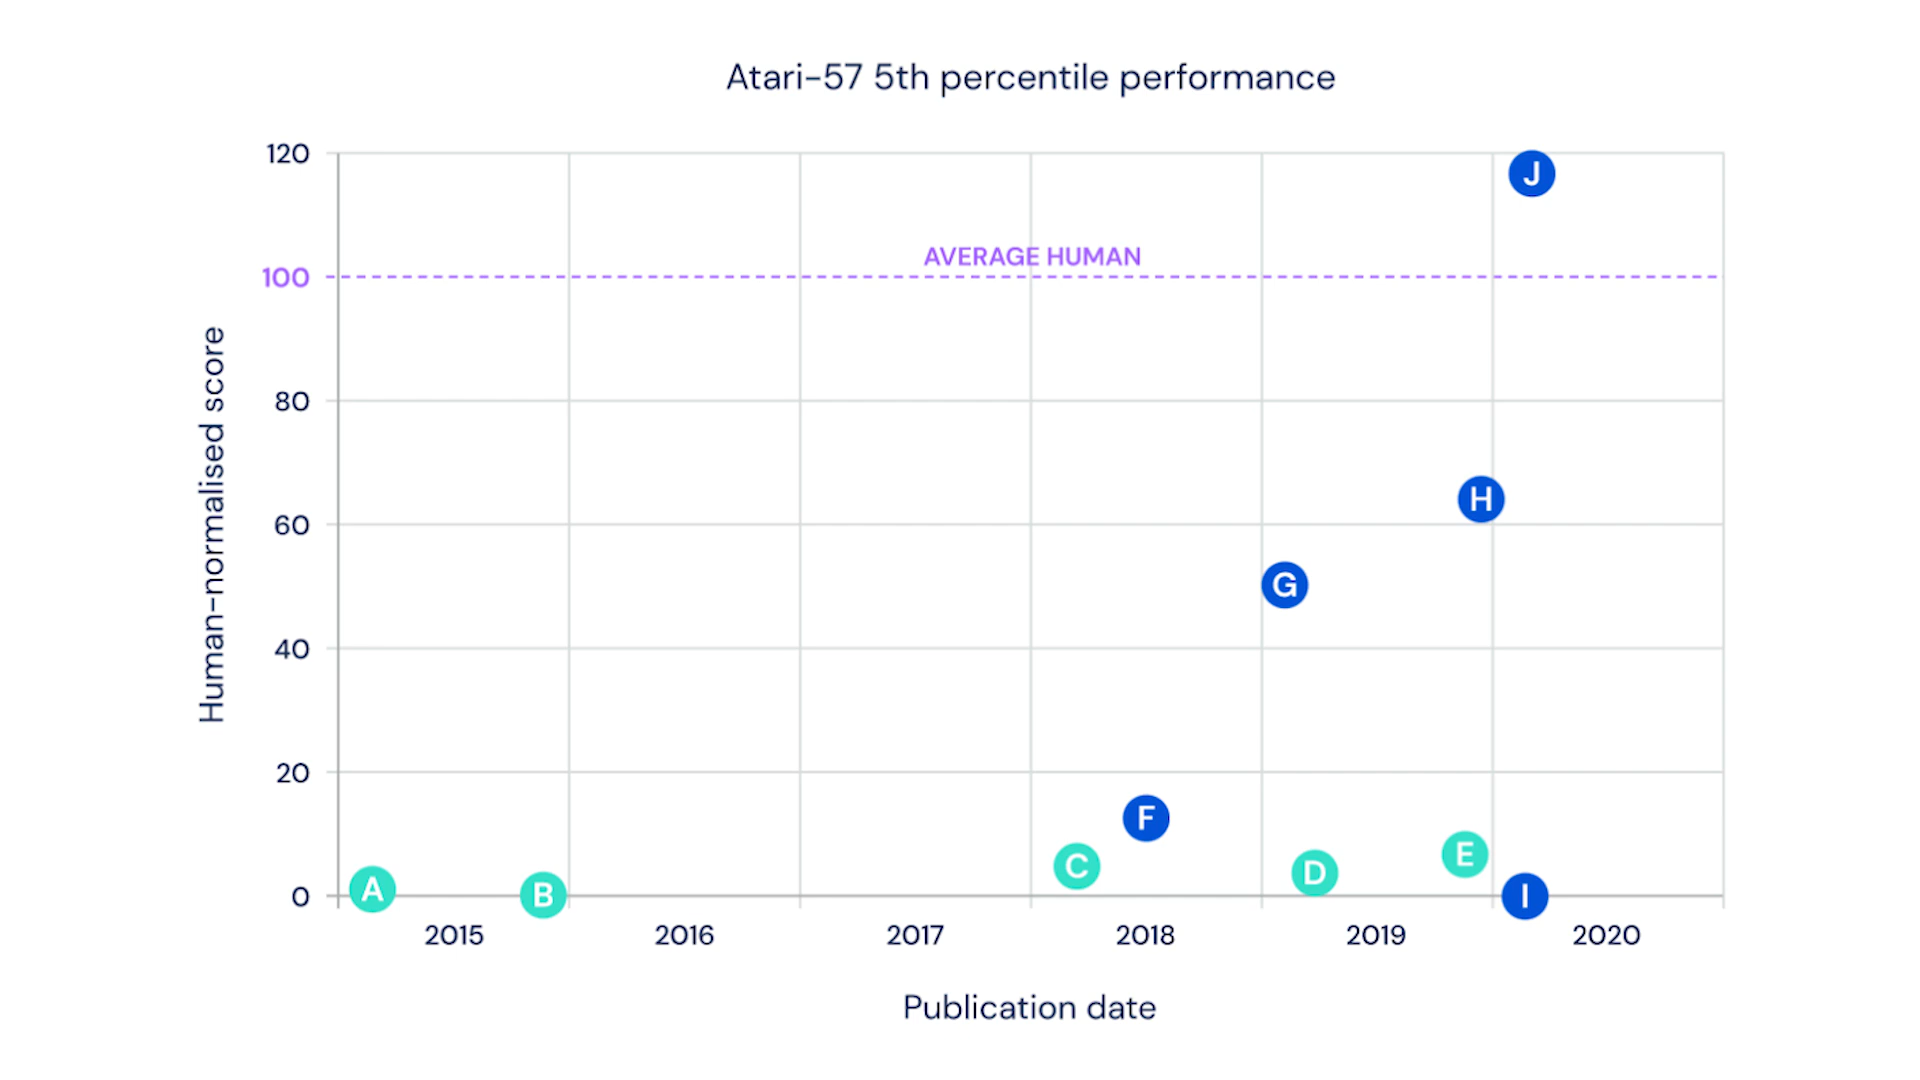 Atari-57 5th percentile performance
120
J
AVERAGE HUMAN
100
80
H
60
G
40
20
F
E
C
D
A
B
I
0
Human-normalised score
2015 2016 2017 2018 2019 2020
Publication date